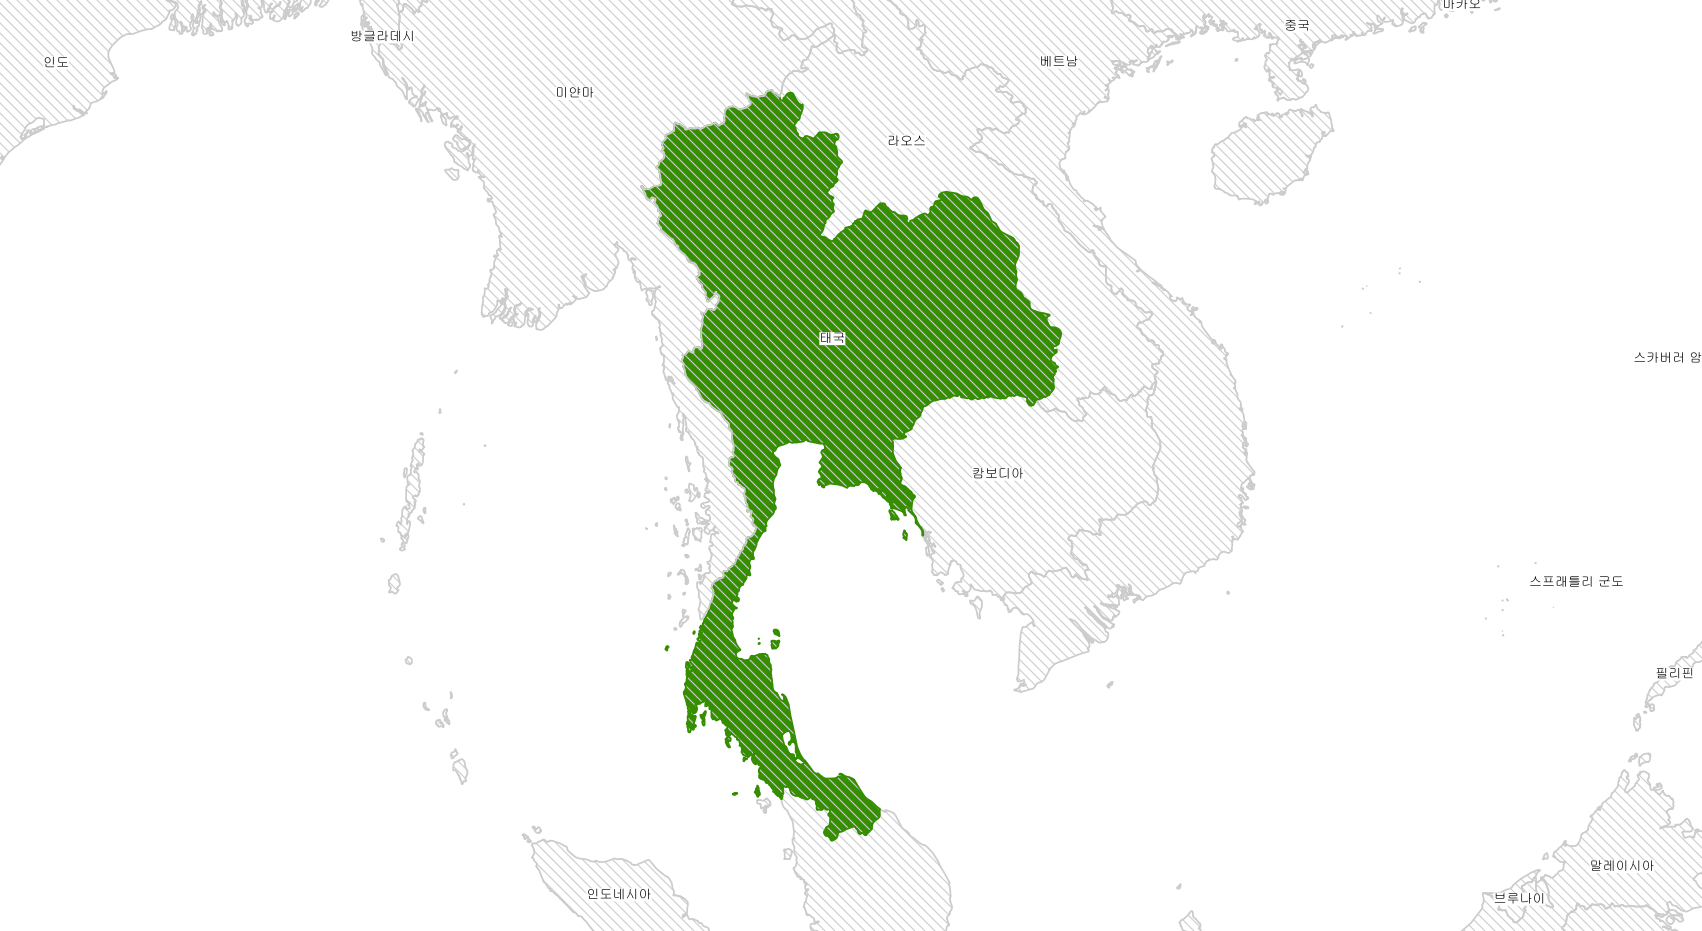 마카오
중국
방글라데시
인도
베트남
미얀마
라오스
태국
스카버러 암
캄보디아
스프래틀리 군도
필리핀
말레이시아
인도네시아
브루나이